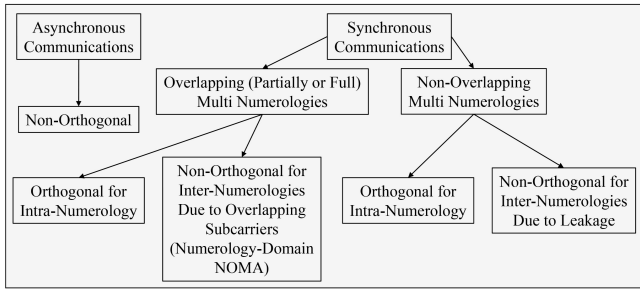 Asynchronous
Communications
Synchronous
Communications
Non-Orthogonal
Overlapping (Partially or Full)
Multi Numerologies
Non-Overlapping
Multi Numerologies
Orthogonal for
Intra-Numerology
Non-Orthogonal for
Inter-Numerologies
Due to Overlapping
Subcarriers
(Numerology-Domain
NOMA)
Orthogonal for
Intra-Numerology
Non-Orthogonal for
Inter-Numerologies
Due to Leakage